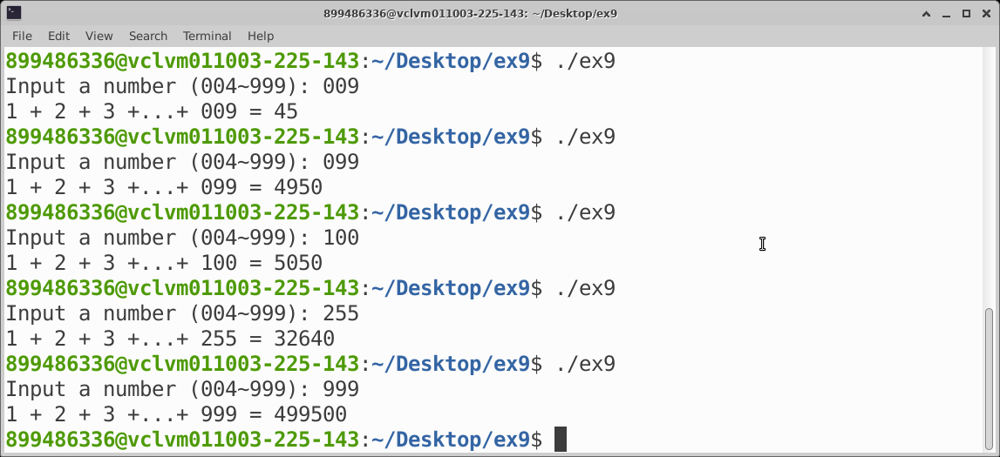 899486336@vclvm011003-225-143: ~/Desktop/ex9
File Edit View Search Terminal Help
899486336@vclvm011003-225-143:~/Desktop/ex9$ ./ex9
Input a number (004~999): 009
1 + 2 + 3 +...+ 009 = 45
899486336@vclvm011003-225-143:~/Desktop/ex9$ ./ex9
Input a number (004~999): 099
1 + 2 + 3 +...+ 099 = 4950
899486336@vclvm011003-225-143:~/Desktop/ex9$ ./ex9
Input a number (004~999): 100
1 + 2 + 3 +...+ 100 = 5050
899486336@vclvm011003-225-143:~/Desktop/ex9$ ./ex9
Input a number (004~999): 255
1 + 2 + 3 +...+ 255 = 32640
899486336@vclvm011003-225-143:~/Desktop/ex9$ ./ex9
Input a number (004~999): 999
1 + 2 + 3 +...+ 999 = 499500
899486336@vclvm011003-225-143:~/Desktop/ex9$